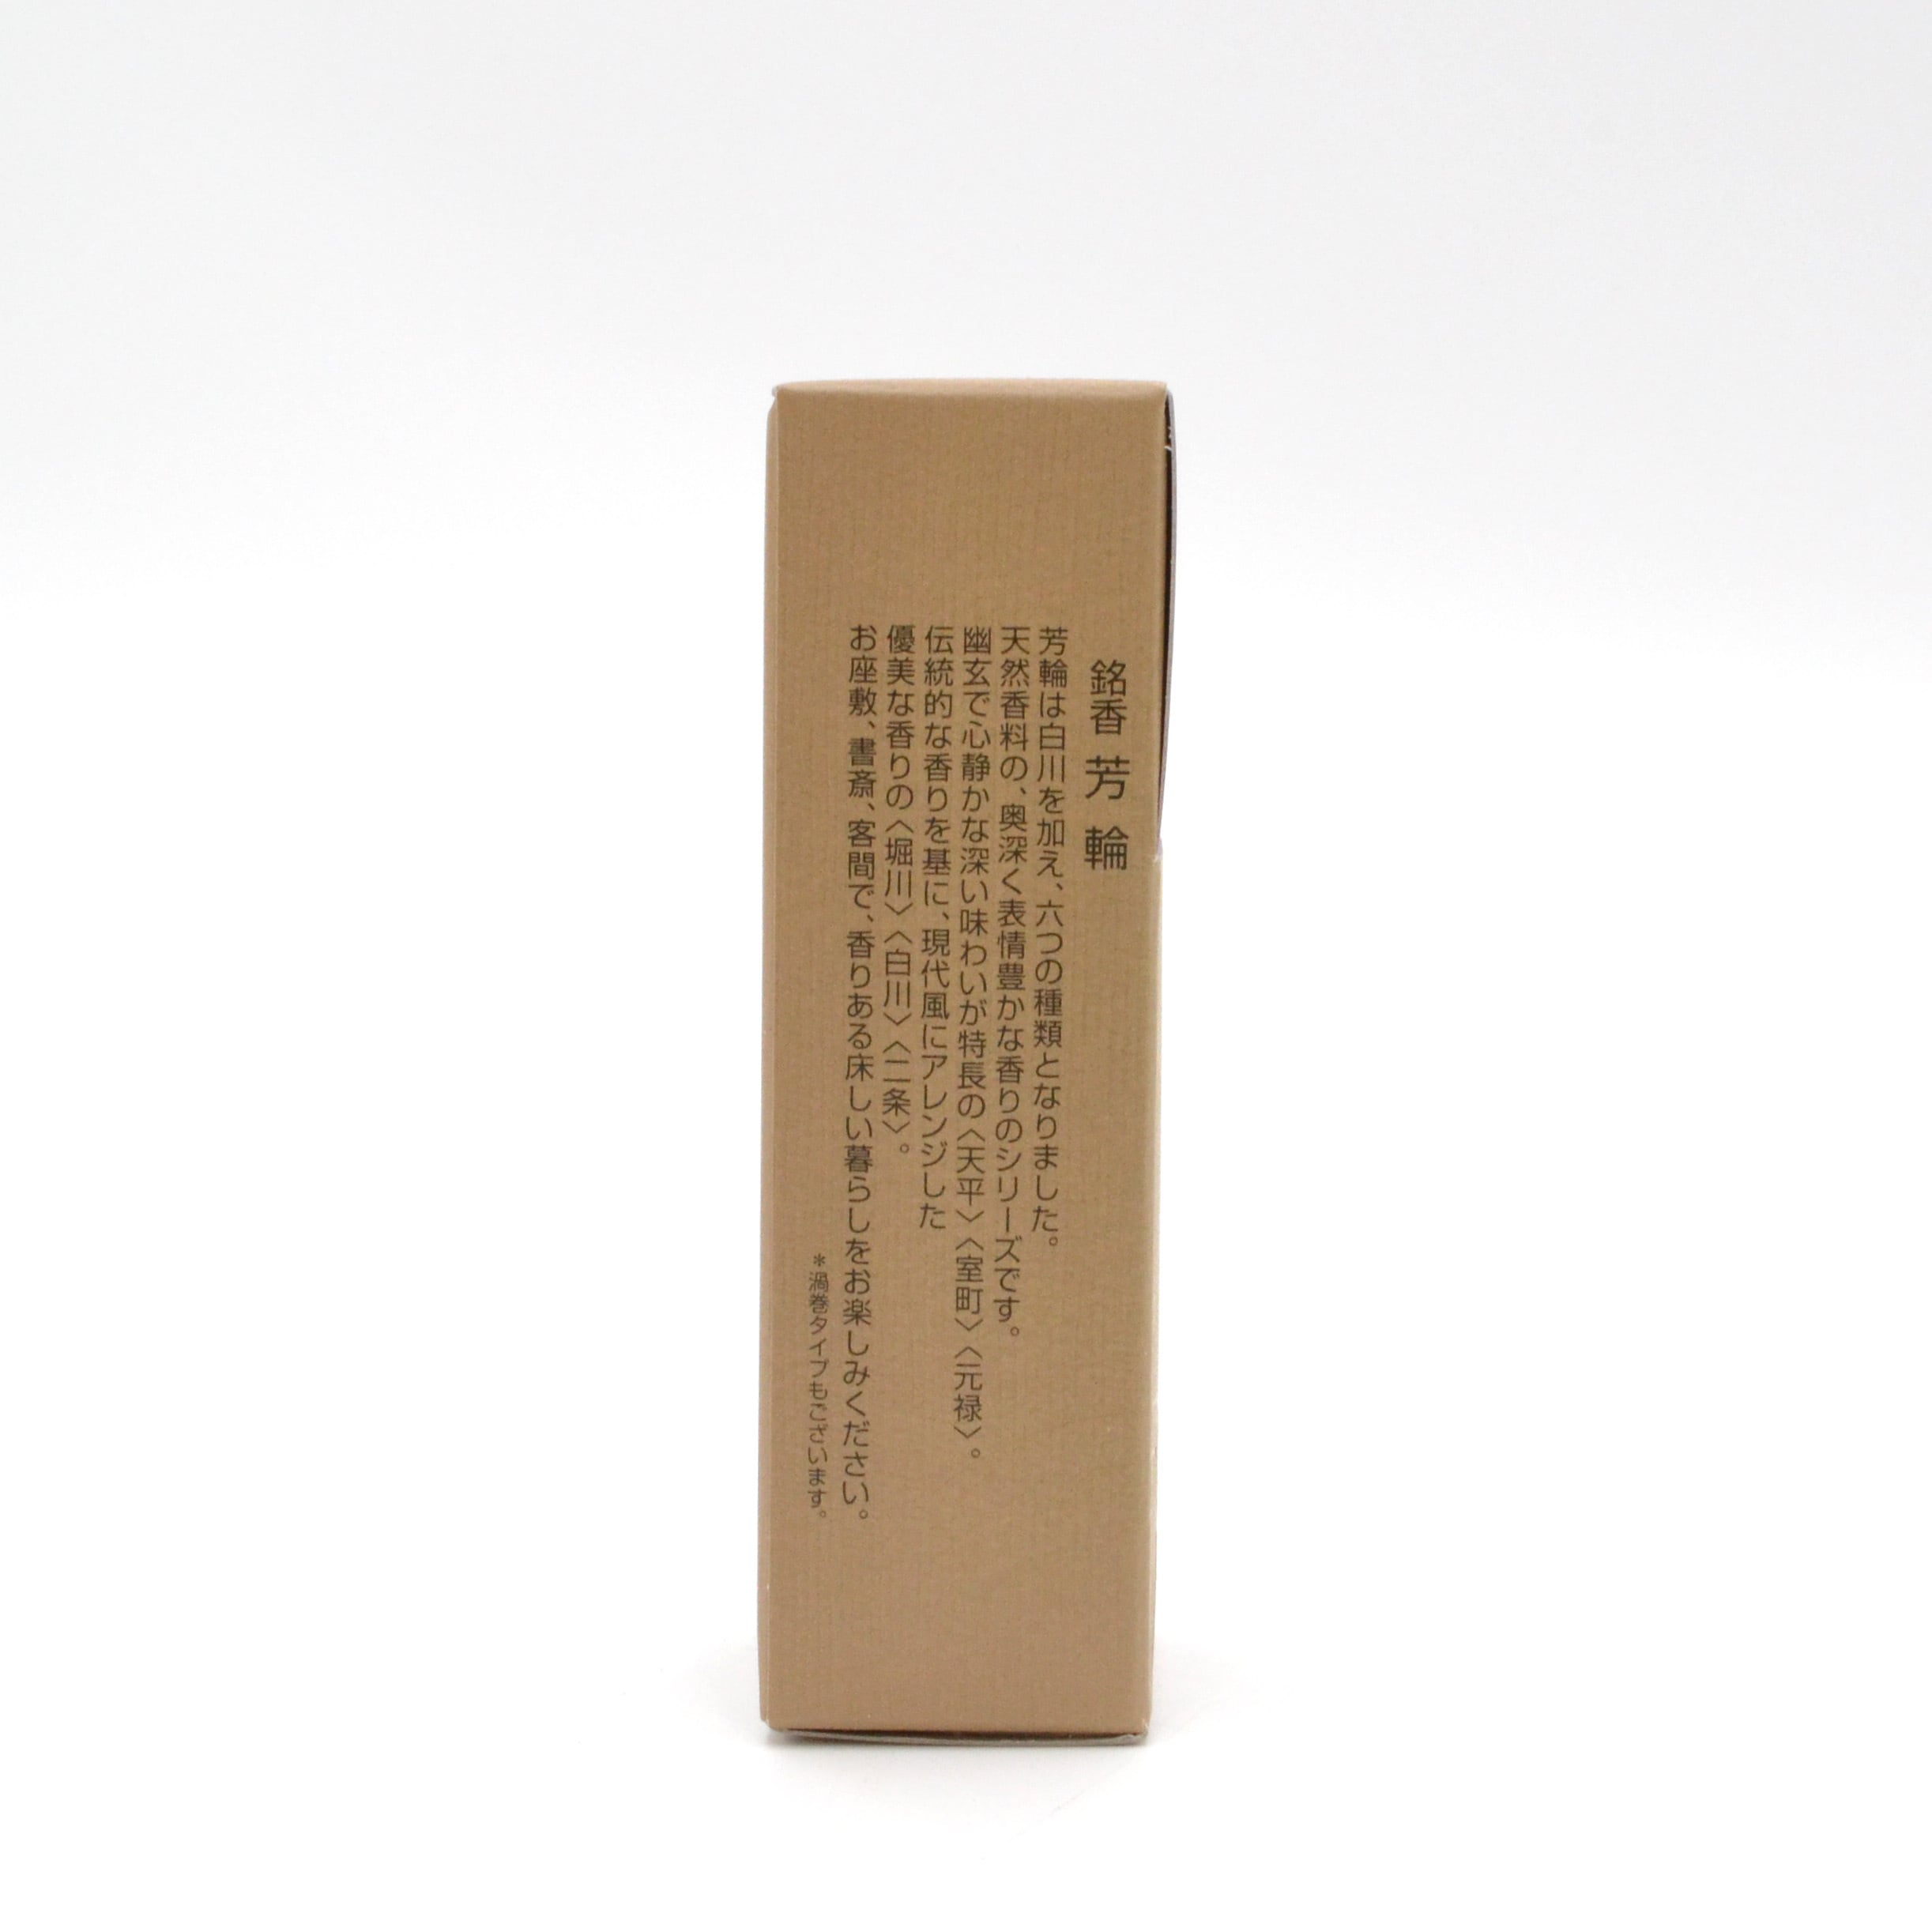 銘香 芳輪
芳輪は白川を加え、六つの種類となりました。
天然香料の、奥深く表情豊かな香りのシリーズです。
幽玄で心静かな深い味わいが特長の〈天平〉〈室町〉〈元禄〉。
伝統的な香りを基に、現代風にアレンジした
優美な香りの〈堀川〉〈白川〉〈二条〉。
お座敷、書斎、客間で、香りある床しい暮らしをお楽しみください。
＊渦巻タイプもございます。